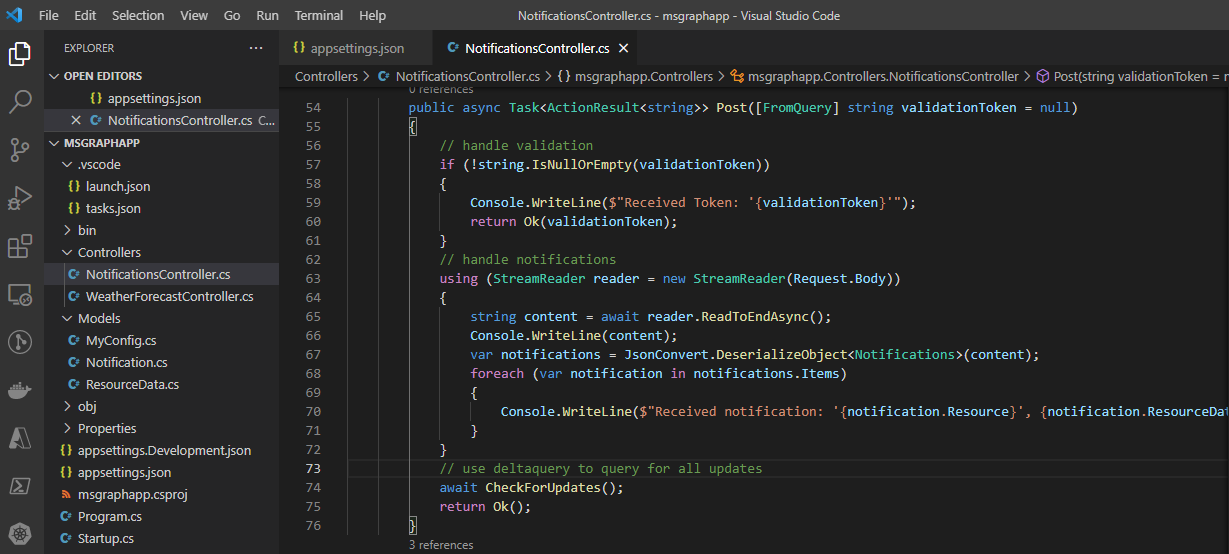 File Edit Selection View Go Run Terminal Help NotificationsController.cs - msgraphapp - Visual Studio Code
EXPLORER ...
OPEN EDITORS
{} appsettings.json
× C# NotificationsController.cs C...
MSGRAPHAPP
.vscode
{} launch.json
{} tasks.json
bin
Controllers
C# NotificationsController.cs
C# WeatherForecastController.cs
Models
C# MyConfig.cs
C# Notification.cs
C# ResourceData.cs
obj
Properties
{} appsettings.Development.json
{} appsettings.json
msgraphapp.csproj
C# Program.cs
C# Startup.cs
{} appsettings.json C# NotificationsController.cs ×
Controllers > C# NotificationsController.cs > {} msgraphapp.Controllers > msgraphapp.Controllers.NotificationController > Post(string validationToken = n
0 references
54 public async Task<ActionResult<string>> Post([FromQuery] string validationToken = null)
55 {
56 // handle validation
57 if (!string.IsNullOrEmpty(validationToken))
58 {
59 Console.WriteLine($"Received Token: '{validationToken}'");
60 return Ok(validationToken);
61 }
62 // handle notifications
63 using (StreamReader reader = new StreamReader(Request.Body))
64 {
65 string content = await reader.ReadToEndAsync();
66 Console.WriteLine(content);
67 var notifications = JsonConvert.DeserializeObject<Notifications>(content);
68 foreach (var notification in notifications.Items)
69 {
70 Console.WriteLine($"Received notification: '{notification.Resource}', {notification.ResourceDat
71 }
72 }
73 // use deltaquery to query for all updates
74 await CheckForUpdates();
75 return Ok();
76 }
3 references